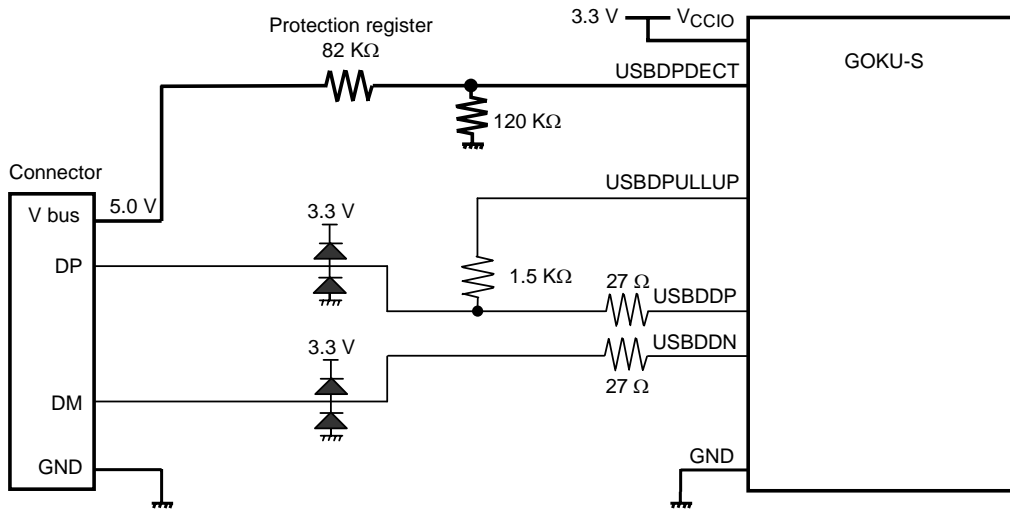 3.3 V VCCIO
Protection register
82 KΩ
GOKU-S
USBDPDECT
120 KΩ
Connector
USBDPULLUP
V bus 5.0 V
3.3 V
DP
1.5 KΩ
27 Ω
USBDDP
3.3 V
USBDDN
27 Ω
DM
GND
GND